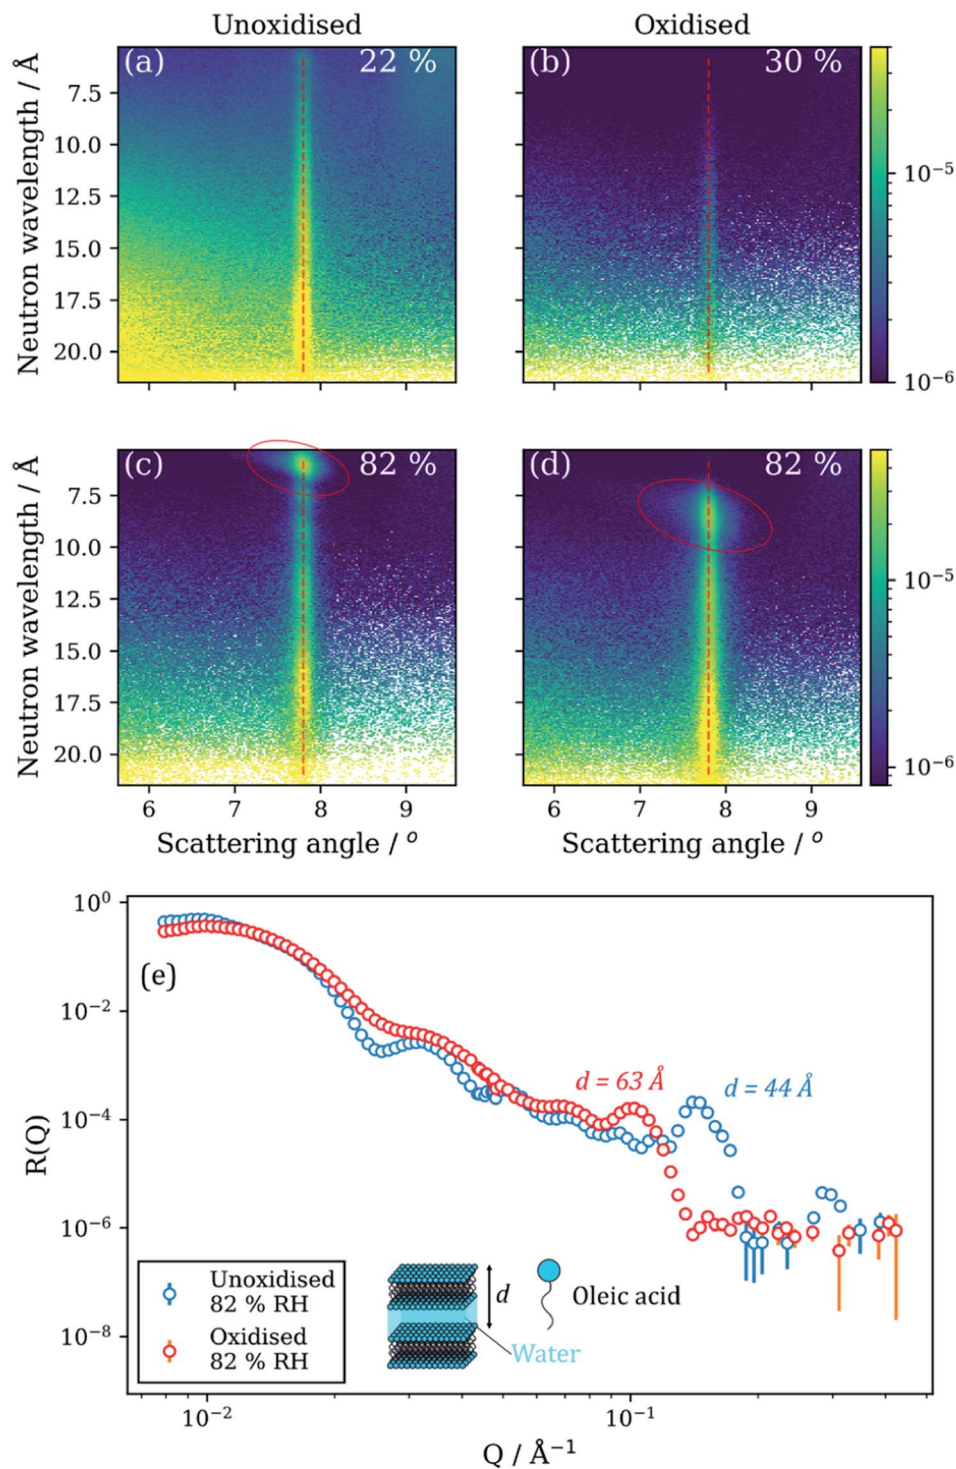 Unoxidised
Oxidised
(a)
22 %
(b)
30 %
Neutron wavelength / Å
7.5
10.0
12.5
15.0
17.5
20.0
10⁻⁵
10⁻⁶
(c)
82 %
(d)
82 %
Neutron wavelength / Å
7.5
10.0
12.5
15.0
17.5
20.0
10⁻⁵
10⁻⁶
6 7 8 9
6 7 8 9
Scattering angle / °
Scattering angle / °
(e)
R(Q)
10⁰
10⁻²
10⁻⁴
10⁻⁶
10⁻⁸
d = 63 Å
d = 44 Å
Unoxidised
82 % RH
Oxidised
82 % RH
d
Oleic acid
Water
10⁻²
10⁻¹
Q / Å⁻¹